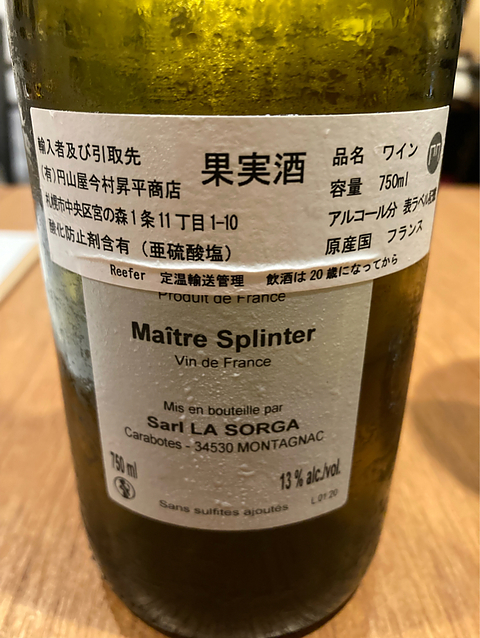 輸入者及び引取先
(有)円山屋今村昇平商店
札幌市中央区宮の森1条11丁目1-10
酸化防止剤含有（亜硫酸塩）
果実酒
品名 ワイン
容量 750ml
アルコール分 表ラベル記載
原産国 フランス
Reefer 定温輸送管理 飲酒は20歳になってから
Produit de France
Maître Splinter
Vin de France
Mis en bouteille par
Sarl LA SORGA
Carabotes - 34530 MONTAGNAC
750 ml
13 % alc./vol.
L 01 20
Sans sulfites ajoutés